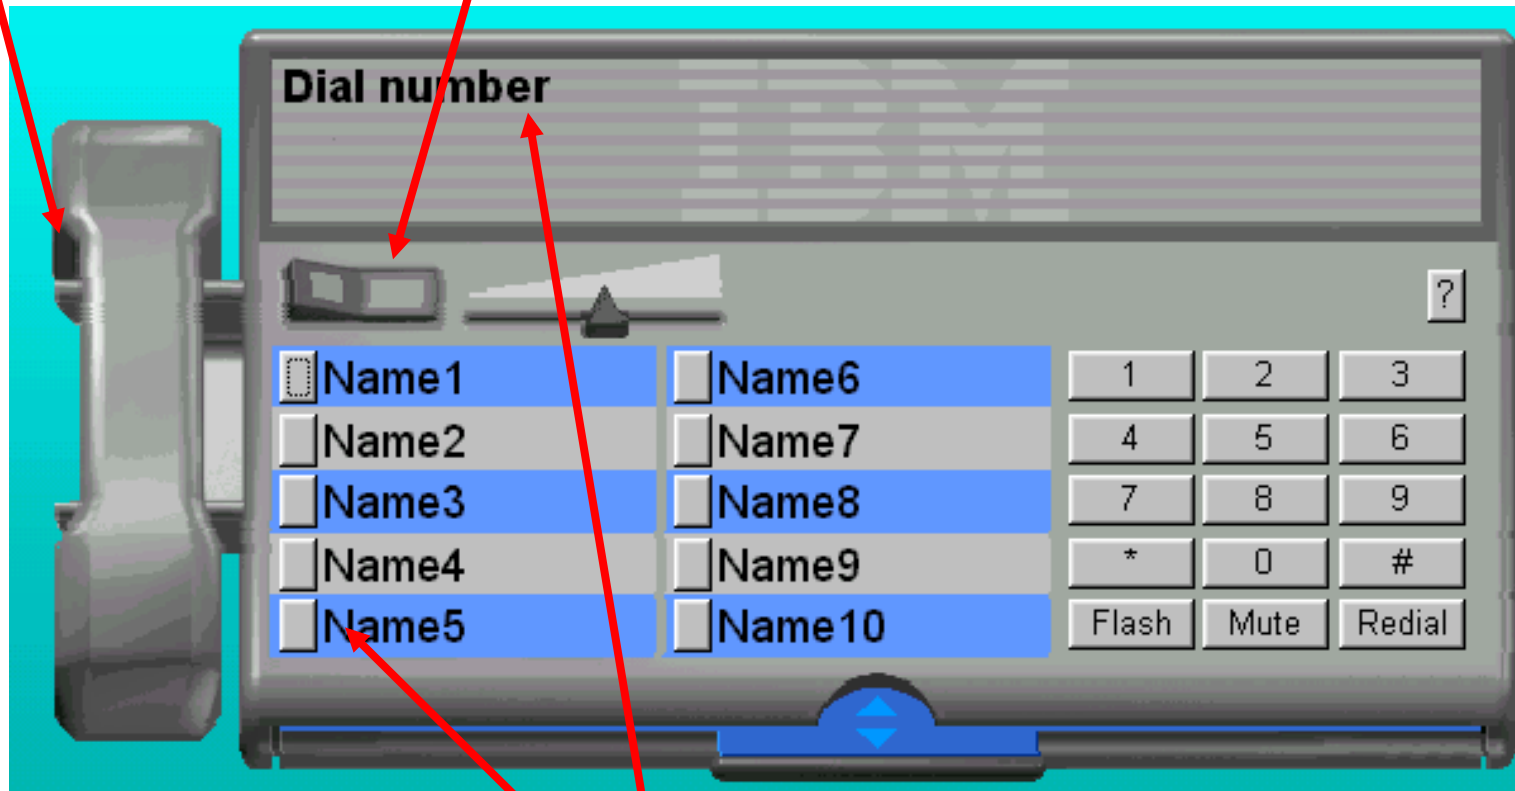 Dial number
IBM
?
Name1 Name6 1 2 3
Name2 Name7 4 5 6
Name3 Name8 7 8 9
Name4 Name9 * 0 #
Name5 Name10 Flash Mute Redial